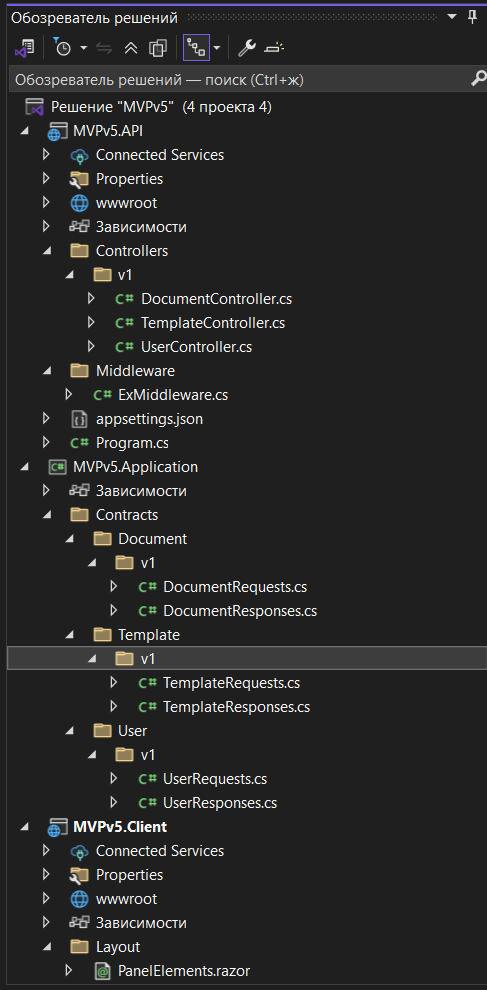 Обозреватель решений
Обозреватель решений — поиск (Ctrl+ж)
Решение "MVPv5" (4 проекта 4)
MVPv5.API
Connected Services
Properties
wwwroot
Зависимости
Controllers
v1
C# DocumentController.cs
C# TemplateController.cs
C# UserController.cs
Middleware
C# ExMiddleware.cs
appsettings.json
C# Program.cs
C# MVPv5.Application
Зависимости
Contracts
Document
v1
C# DocumentRequests.cs
C# DocumentResponses.cs
Template
v1
C# TemplateRequests.cs
C# TemplateResponses.cs
User
v1
C# UserRequests.cs
C# UserResponses.cs
MVPv5.Client
Connected Services
Properties
wwwroot
Зависимости
Layout
@ PanelElements.razor